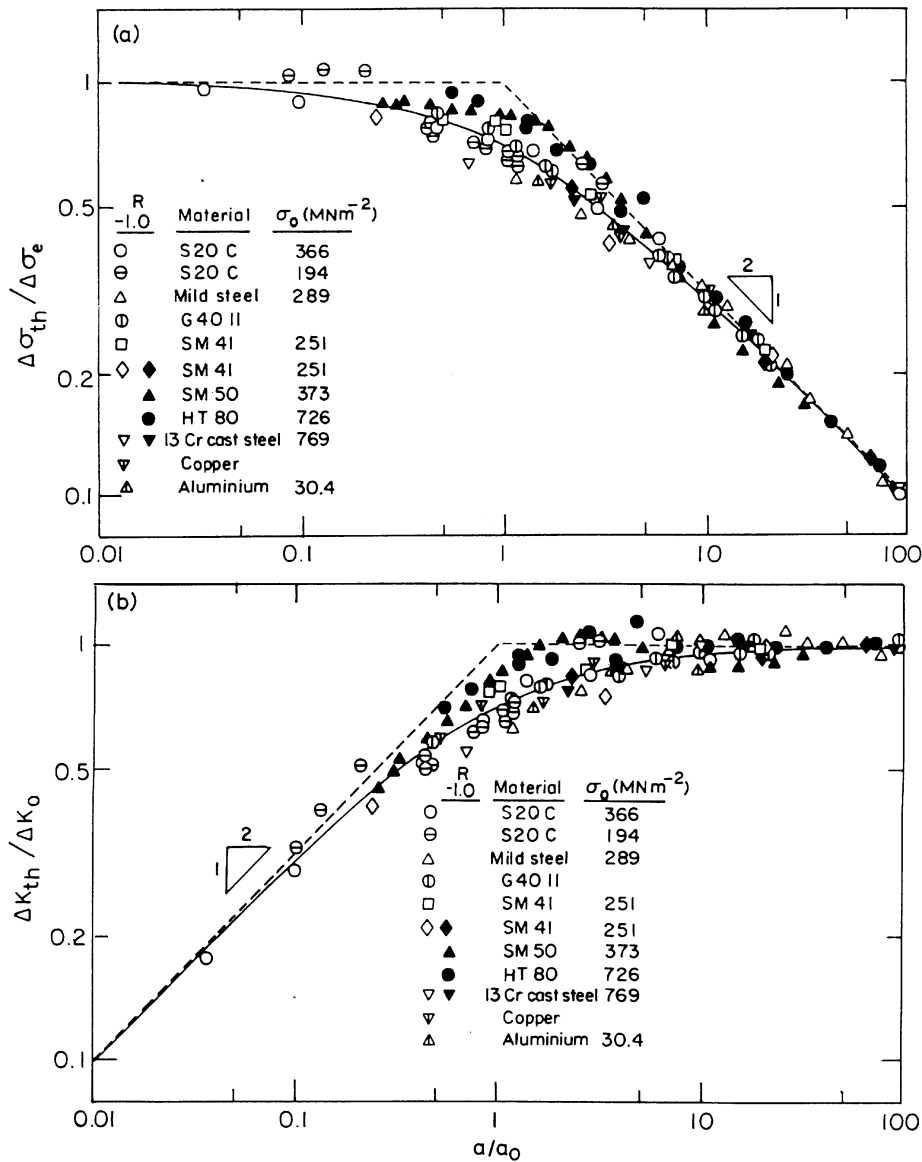 (a)
1
0.5
0.2
0.1
Δσth/Δσe
R
-1.0 Material σo (MNm-2)
S20 C 366
S20 C 194
Mild steel 289
G 40 11
SM 41 251
SM 41 251
SM 50 373
HT 80 726
13 Cr cast steel 769
Copper
Aluminium 30.4
2
1
0.01 0.1 1 10 100
(b)
1
0.5
0.2
0.1
ΔKth/ΔKo
2
1
R
-1.0 Material σo (MNm-2)
S20 C 366
S20 C 194
Mild steel 289
G 40 11
SM 41 251
SM 41 251
SM 50 373
HT 80 726
13 Cr cast steel 769
Copper
Aluminium 30.4
0.01 0.1 1 10 100
a/ao